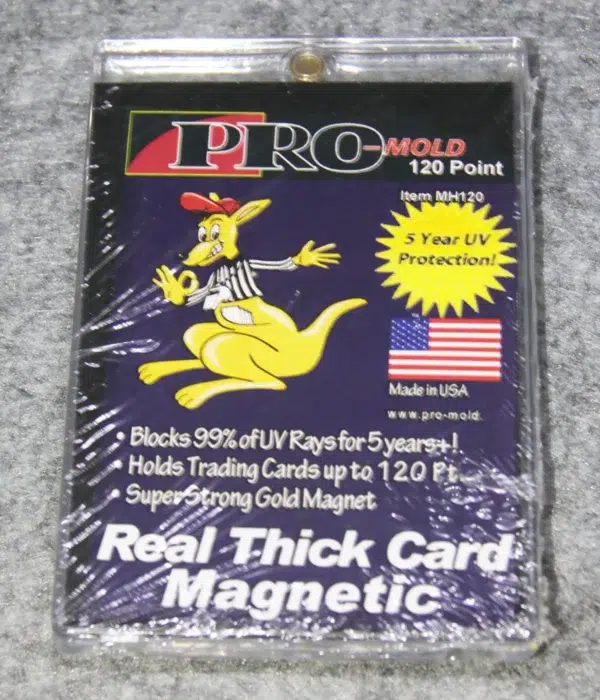 PRO-MOLD
120 Point
Item MH120
5 Year UV
Protection!
Made in USA
www.pro-mold.
• Blocks 99% of UV Rays for 5 years+!
• Holds Trading Cards up to 120 Pt.
• Super Strong Gold Magnet
Real Thick Card
Magnetic